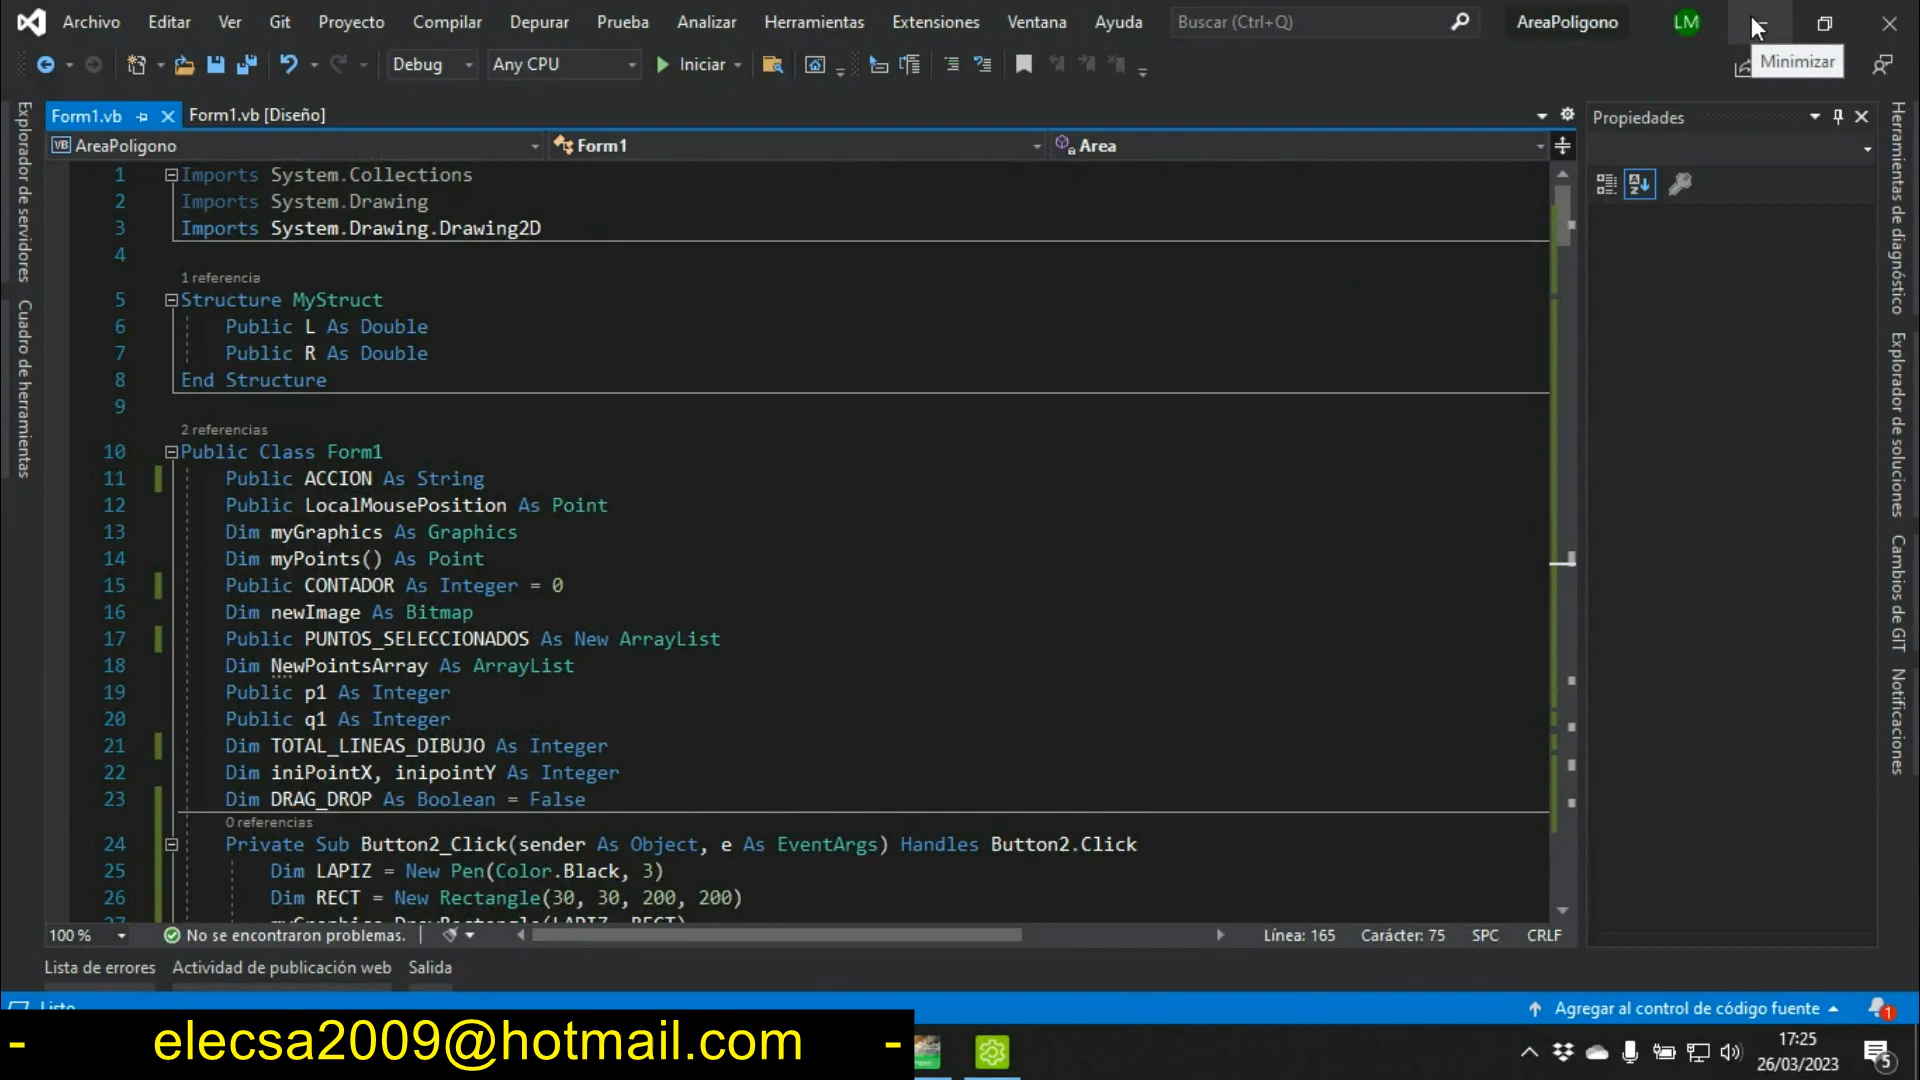 Archivo Editar Ver Git Proyecto Compilar Depurar Prueba Analizar Herramientas Extensiones Ventana Ayuda Buscar (Ctrl+Q) AreaPoligono LM
Debug Any CPU Iniciar Minimizar
Form1.vb Form1.vb [Diseño] Propiedades
VB AreaPoligono Form1 Area
1 Imports System.Collections
2 Imports System.Drawing
3 Imports System.Drawing.Drawing2D
4
1 referencia
5 Structure MyStruct
6 Public L As Double
7 Public R As Double
8 End Structure
9
2 referencias
10 Public Class Form1
11 Public ACCION As String
12 Public LocalMousePosition As Point
13 Dim myGraphics As Graphics
14 Dim myPoints() As Point
15 Public CONTADOR As Integer = 0
16 Dim newImage As Bitmap
17 Public PUNTOS_SELECCIONADOS As New ArrayList
18 Dim NewPointsArray As ArrayList
19 Public p1 As Integer
20 Public q1 As Integer
21 Dim TOTAL_LINEAS_DIBUJO As Integer
22 Dim iniPointX, inipointY As Integer
23 Dim DRAG_DROP As Boolean = False
0 referencias
24 Private Sub Button2_Click(sender As Object, e As EventArgs) Handles Button2.Click
25 Dim LAPIZ = New Pen(Color.Black, 3)
26 Dim RECT = New Rectangle(30, 30, 200, 200)
27 myGraphics.DrawRectangle(LAPIZ, RECT)
100 % No se encontraron problemas. Línea: 165 Carácter: 75 SPC CRLF
Lista de errores Actividad de publicación web Salida
Listo Agregar al control de código fuente 1
- elecsa2009@hotmail.com -
17:25
26/03/2023
5
Explorador de servidores
Cuadro de herramientas
Herramientas de diagnóstico
Explorador de soluciones
Cambios de GIT
Notificaciones